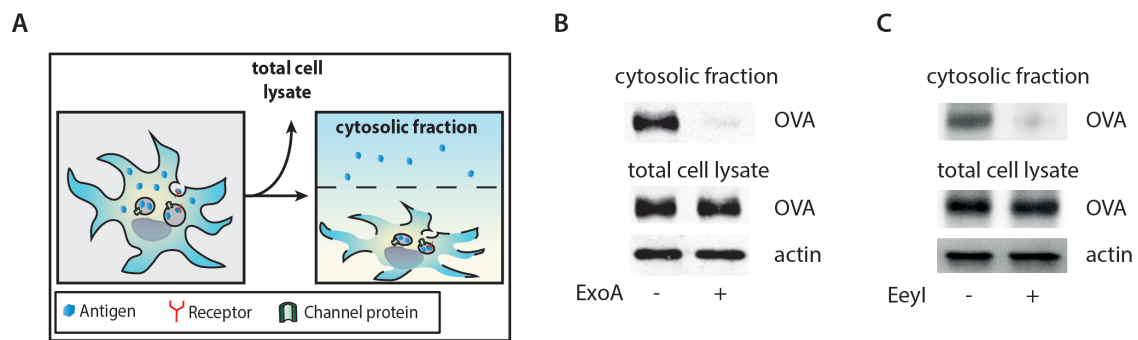 A
total cell
lysate
cytosolic fraction
Antigen
Receptor
Channel protein
B
cytosolic fraction
OVA
total cell lysate
OVA
actin
ExoA - +
C
cytosolic fraction
OVA
total cell lysate
OVA
actin
EeyI - +